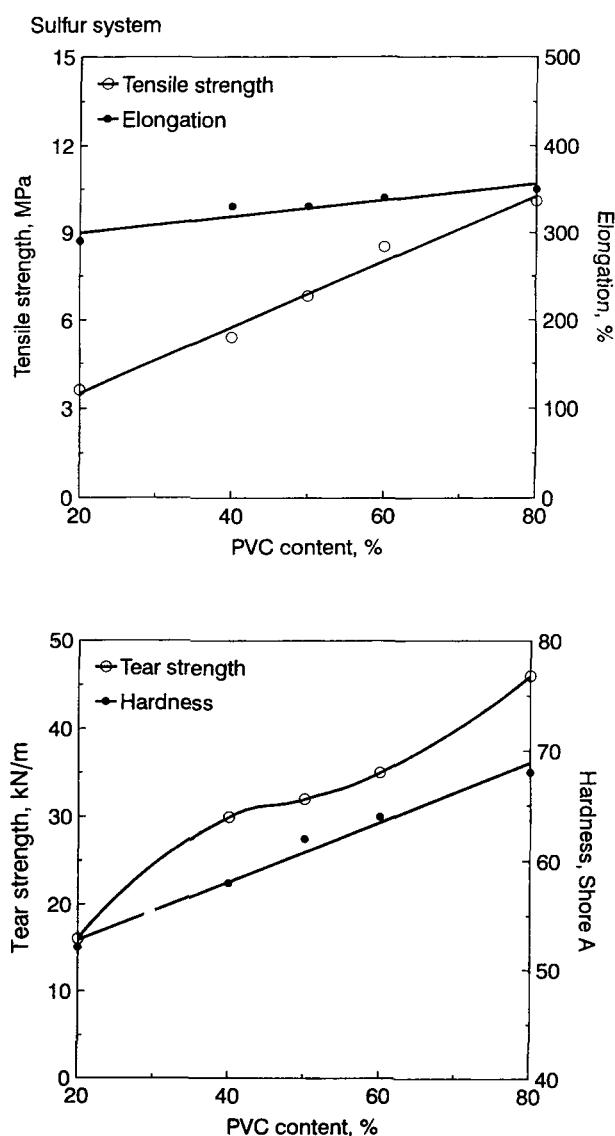 Sulfur system
15
12
9
6
3
0
Tensile strength, MPa
Tensile strength
Elongation
500
400
300
200
100
0
Elongation, %
20 40 60 80
PVC content, %
50
40
30
20
10
0
Tear strength, kN/m
Tear strength
Hardness
80
70
60
50
40
Hardness, Shore A
20 40 60 80
PVC content, %